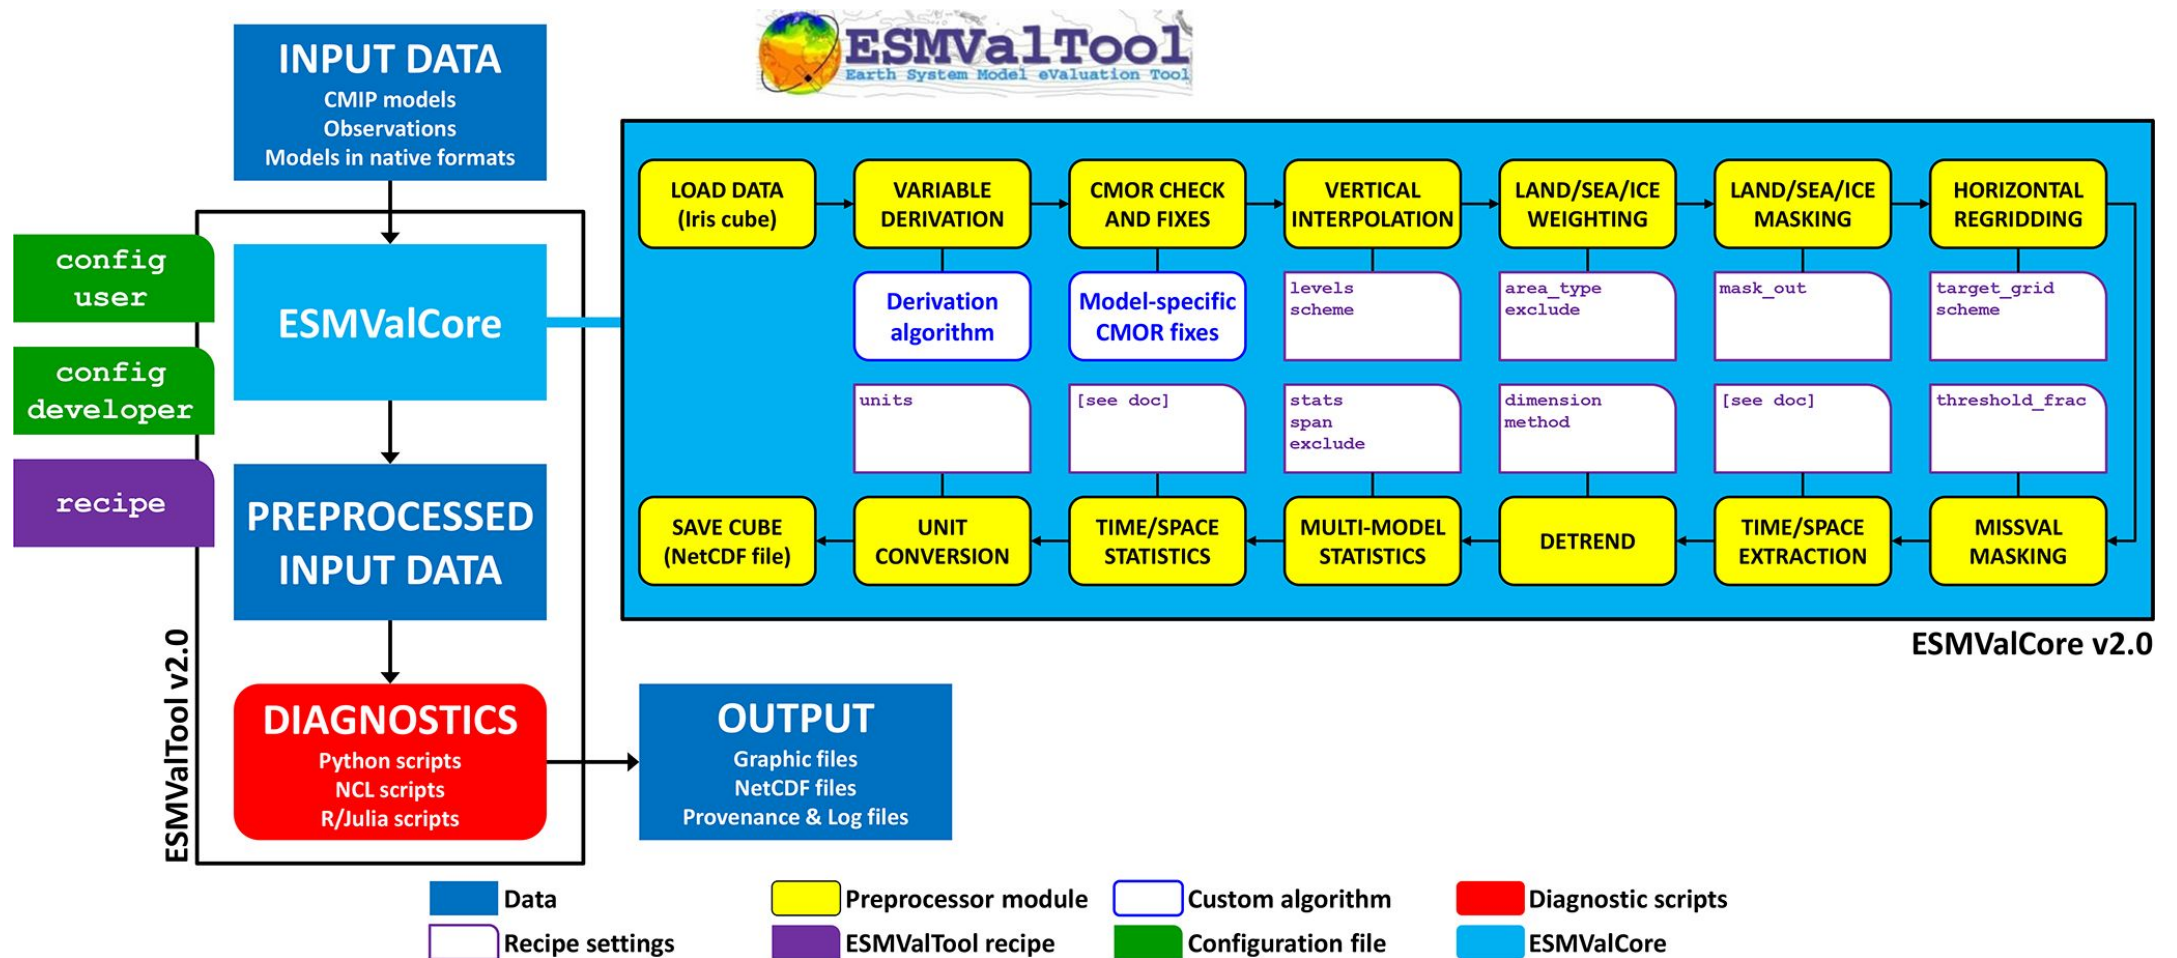 ESMValTool
Earth System Model eValuation Tool
INPUT DATA
CMIP models
Observations
Models in native formats
config
user
config
developer
recipe
ESMValCore
PREPROCESSED
INPUT DATA
DIAGNOSTICS
Python scripts
NCL scripts
R/Julia scripts
ESMValTool v2.0
OUTPUT
Graphic files
NetCDF files
Provenance & Log files
LOAD DATA
(Iris cube)
VARIABLE
DERIVATION
CMOR CHECK
AND FIXES
VERTICAL
INTERPOLATION
LAND/SEA/ICE
WEIGHTING
LAND/SEA/ICE
MASKING
HORIZONTAL
REGRIDDING
Derivation
algorithm
Model-specific
CMOR fixes
levels
scheme
area_type
exclude
mask_out
target_grid
scheme
units
[see doc]
stats
span
exclude
dimension
method
[see doc]
threshold_frac
SAVE CUBE
(NetCDF file)
UNIT
CONVERSION
TIME/SPACE
STATISTICS
MULTI-MODEL
STATISTICS
DETREND
TIME/SPACE
EXTRACTION
MISSVAL
MASKING
ESMValCore v2.0
Data
Preprocessor module
Custom algorithm
Diagnostic scripts
Recipe settings
ESMValTool recipe
Configuration file
ESMValCore